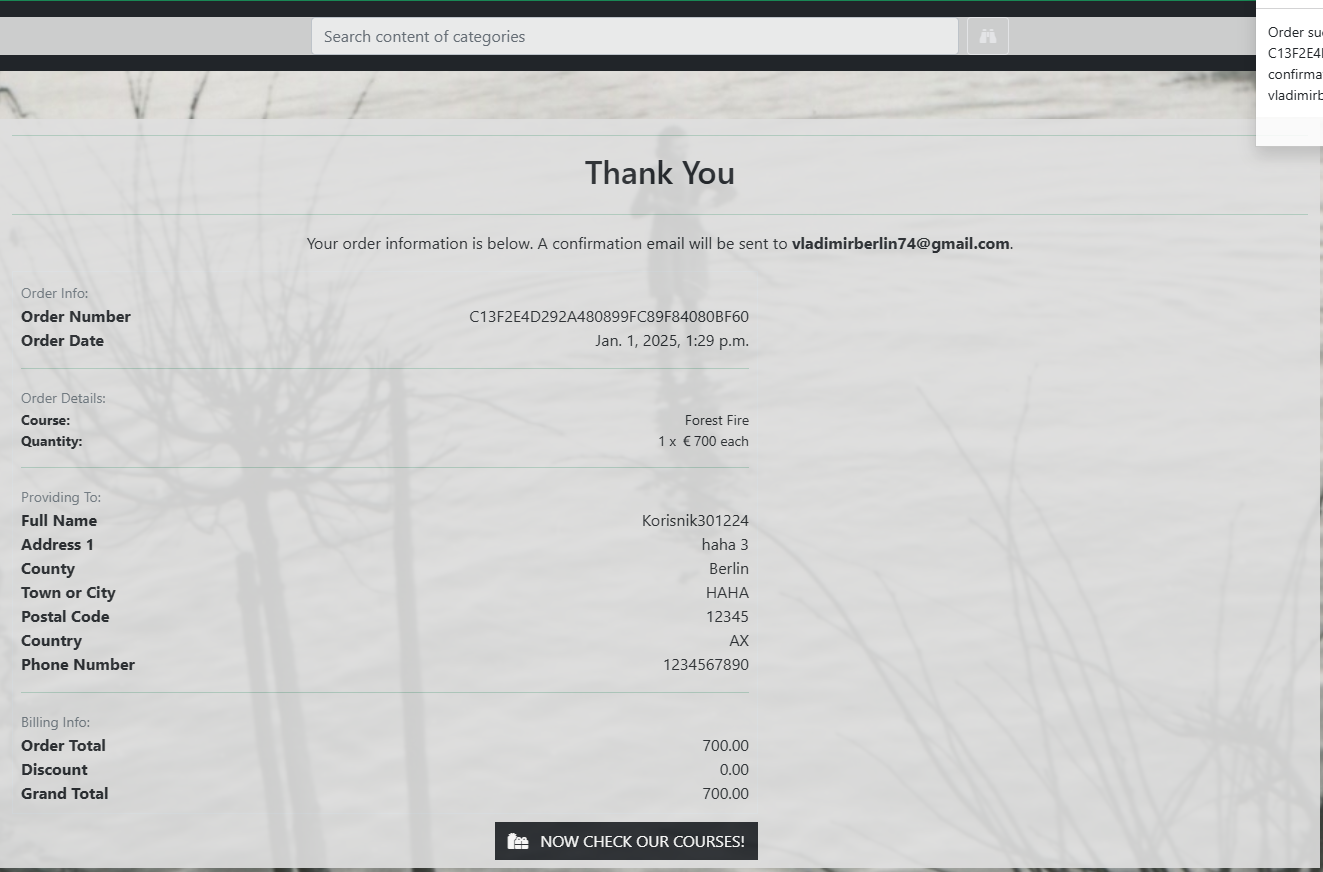 Search content of categories
Order su
C13F2E4
confirma
vladimirb
Thank You
Your order information is below. A confirmation email will be sent to vladimirberlin74@gmail.com.
Order Info:
Order Number C13F2E4D292A480899FC89F84080BF60
Order Date Jan. 1, 2025, 1:29 p.m.
Order Details:
Course: Forest Fire
Quantity: 1 x € 700 each
Providing To:
Full Name Korisnik301224
Address 1 haha 3
County Berlin
Town or City HAHA
Postal Code 12345
Country AX
Phone Number 1234567890
Billing Info:
Order Total 700.00
Discount 0.00
Grand Total 700.00
NOW CHECK OUR COURSES!